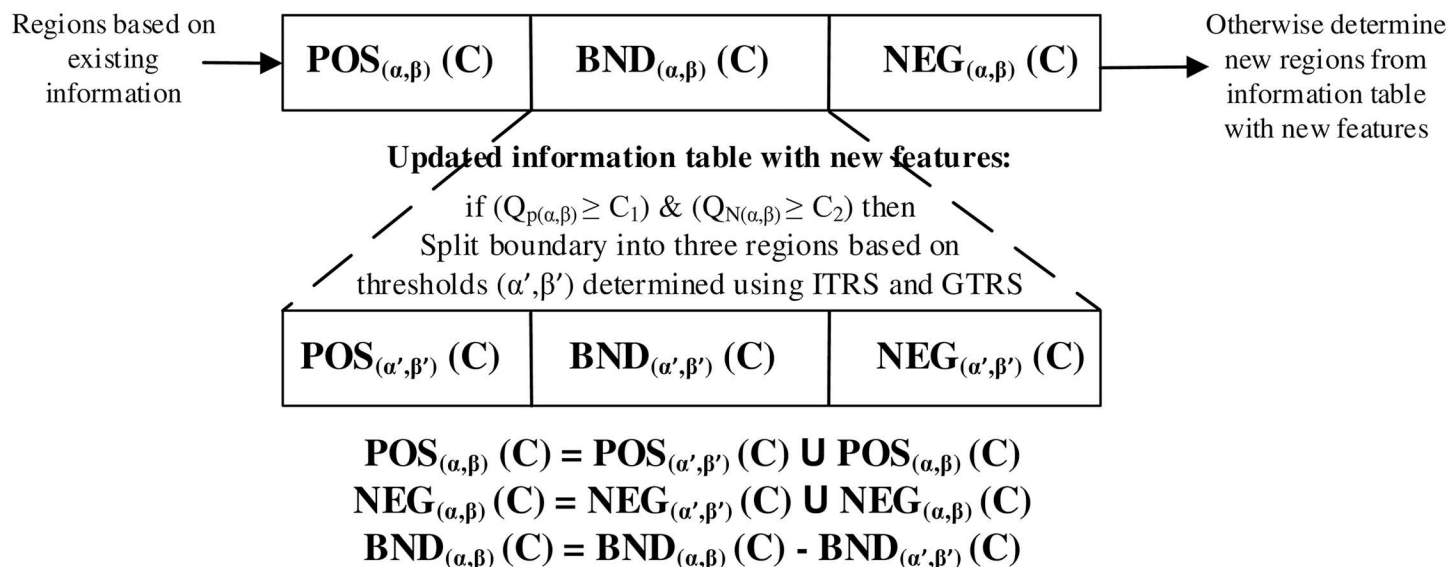 Regions based on
existing
information
POS(α,β) (C)
BND(α,β) (C)
NEG(α,β) (C)
Otherwise determine
new regions from
information table
with new features
Updated information table with new features:
if (Qp(α,β) ≥ C1) & (QN(α,β) ≥ C2) then
Split boundary into three regions based on
thresholds (α′,β′) determined using ITRS and GTRS
POS(α′,β′) (C)
BND(α′,β′) (C)
NEG(α′,β′) (C)
POS(α,β) (C) = POS(α′,β′) (C) U POS(α,β) (C)
NEG(α,β) (C) = NEG(α′,β′) (C) U NEG(α,β) (C)
BND(α,β) (C) = BND(α,β) (C) - BND(α′,β′) (C)